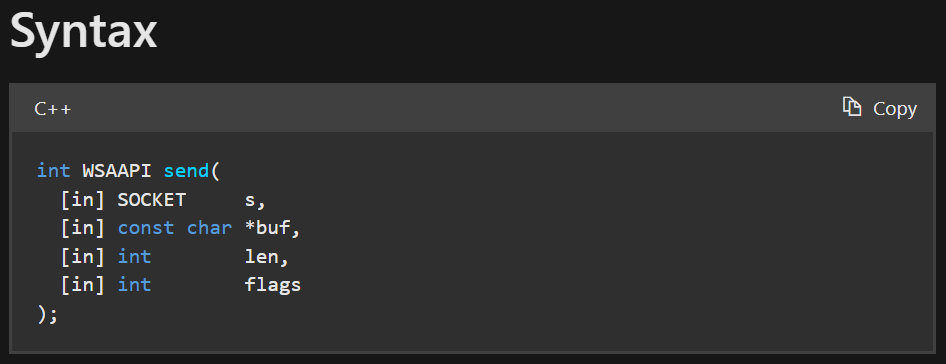 Syntax
C++ Copy
int WSAAPI send(
  [in] SOCKET     s,
  [in] const char *buf,
  [in] int        len,
  [in] int        flags
);